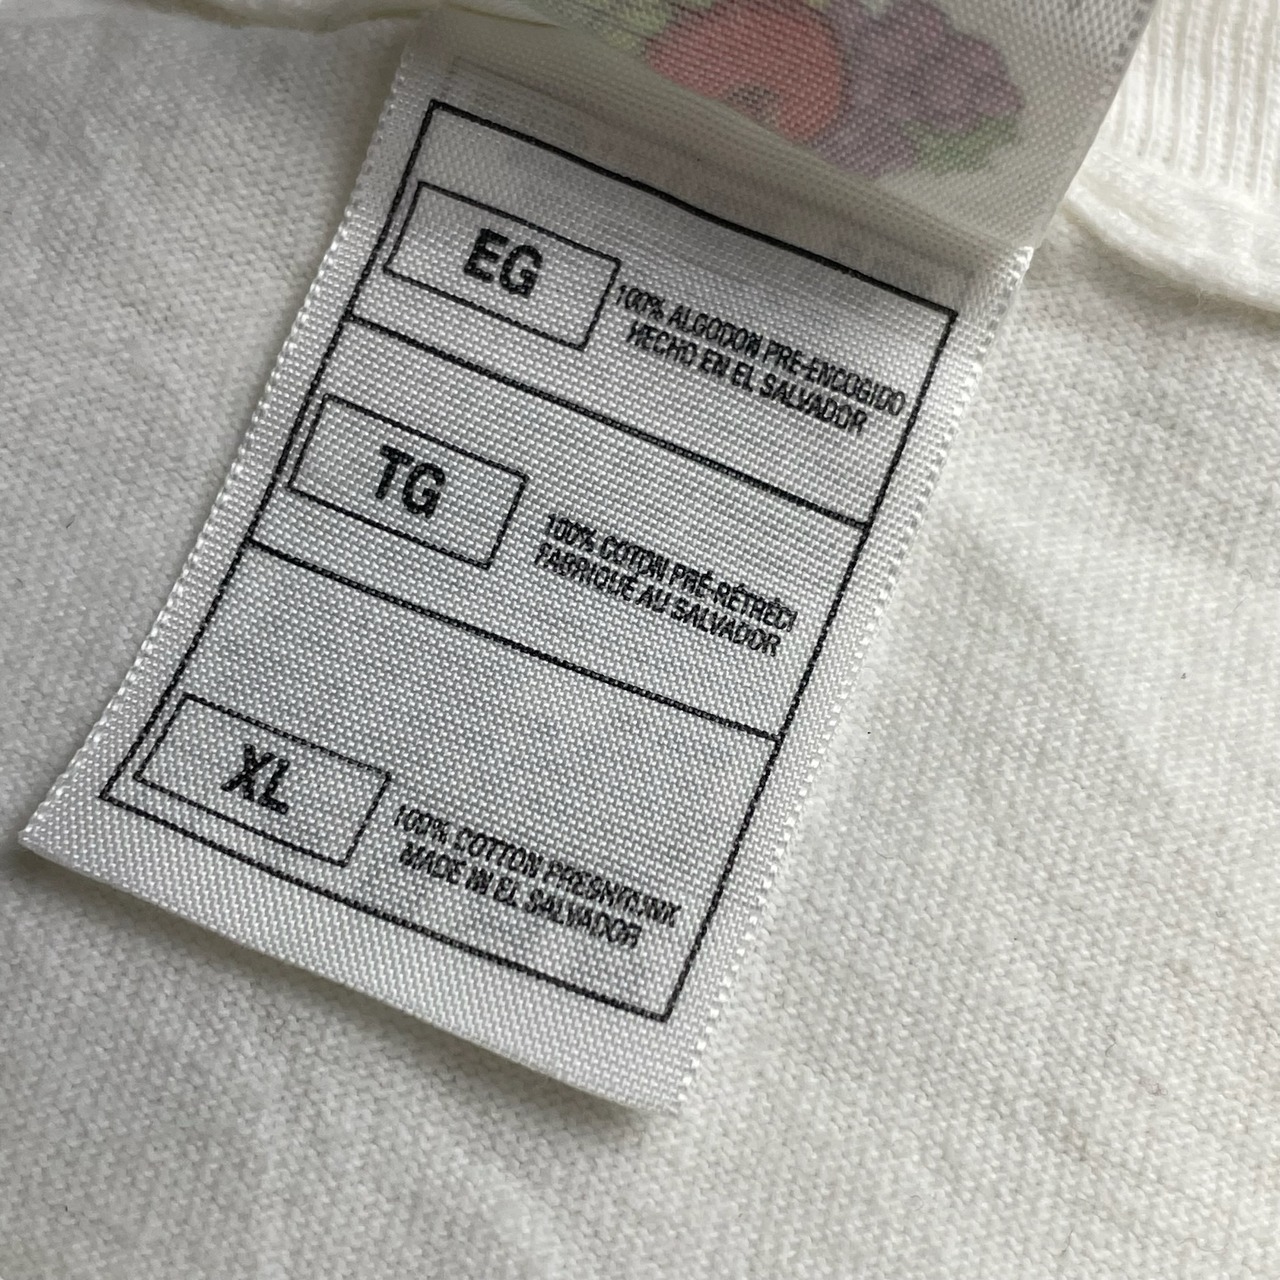 EG
100% ALGODON PRE-ENCOGIDO
HECHO EN EL SALVADOR
TG
100% COTON PRÉ-RÉTRÉCI
FABRIQUÉ AU SALVADOR
XL
100% COTTON PRESHRUNK
MADE IN EL SALVADOR